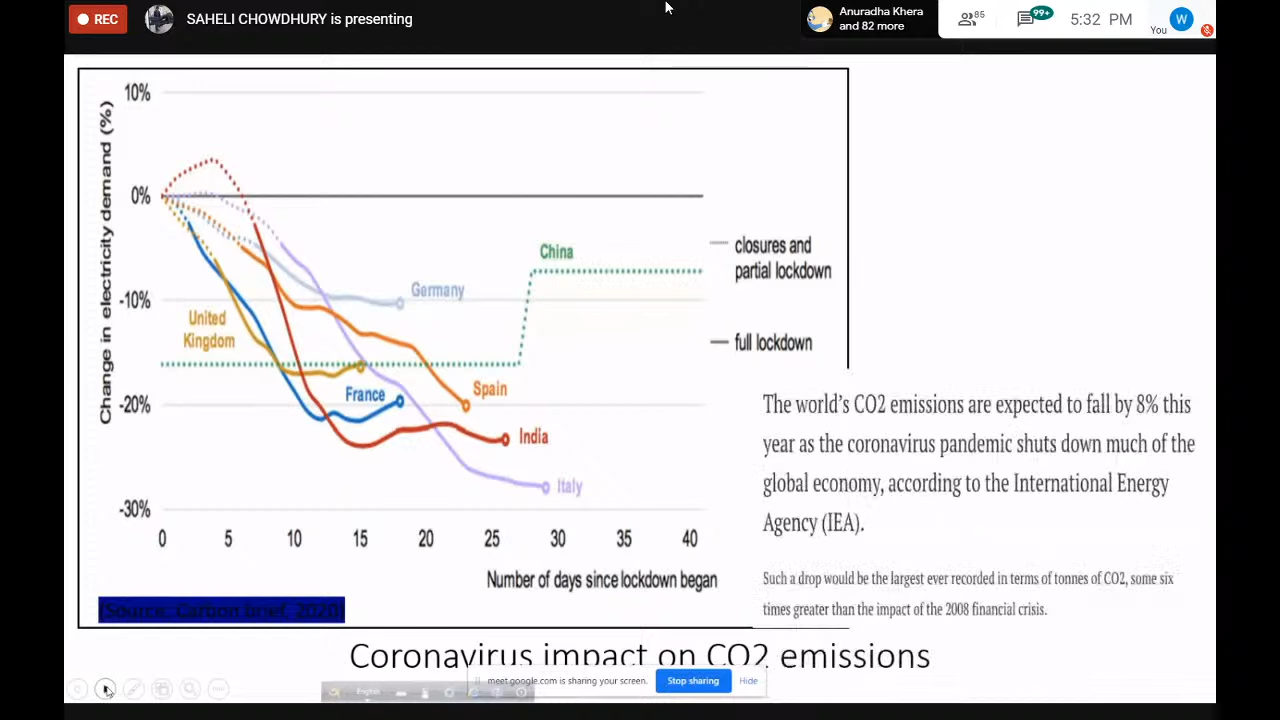 REC
SAHELI CHOWDHURY is presenting
Anuradha Khera
and 82 more
85
99+
5:32 PM
W
You
10%
0%
-10%
-20%
-30%
Change in electricity demand (%)
China
Germany
United
Kingdom
Spain
France
India
Italy
closures and
partial lockdown
full lockdown
0 5 10 15 20 25 30 35 40
Number of days since lockdown began
(Source: Carbon brief, 2020)
The world's CO2 emissions are expected to fall by 8% this
year as the coronavirus pandemic shuts down much of the
global economy, according to the International Energy
Agency (IEA).
Such a drop would be the largest ever recorded in terms of tonnes of CO2, some six
times greater than the impact of the 2008 financial crisis.
Coronavirus impact on CO2 emissions
meet.google.com is sharing your screen.
Stop sharing
Hide
English